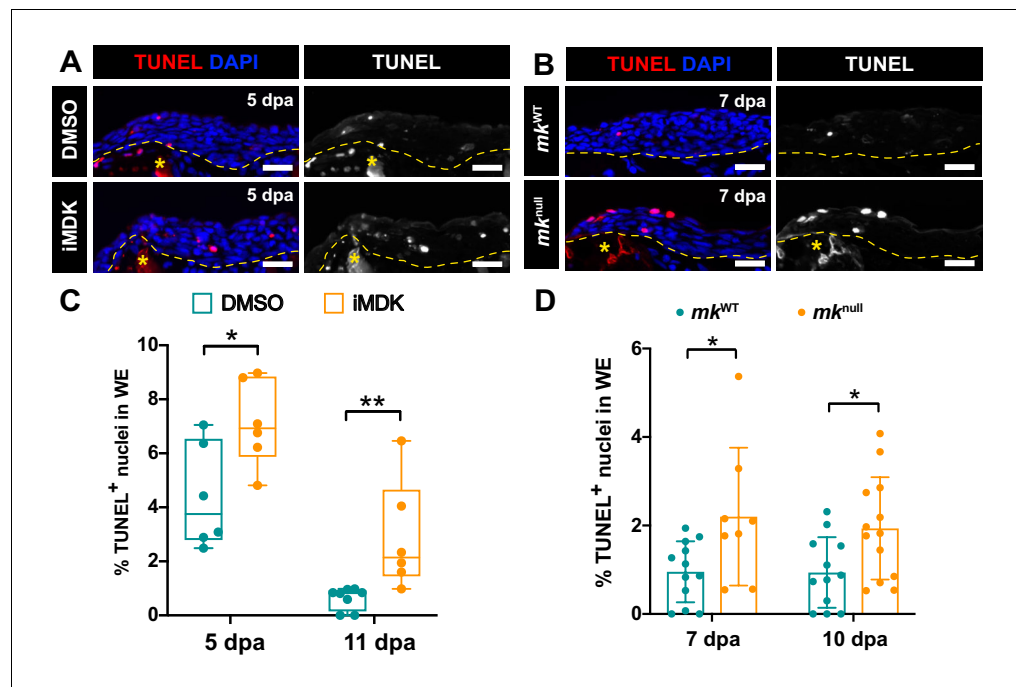 A
TUNEL DAPI
TUNEL
DMSO
5 dpa
*
*
iMDK
5 dpa
*
*
B
TUNEL DAPI
TUNEL
mkWT
7 dpa
mknull
7 dpa
*
*
C
DMSO
iMDK
% TUNEL+ nuclei in WE
10
8
6
4
2
0
*
**
5 dpa
11 dpa
D
mkWT
mknull
% TUNEL+ nuclei in WE
6
4
2
0
*
*
7 dpa
10 dpa